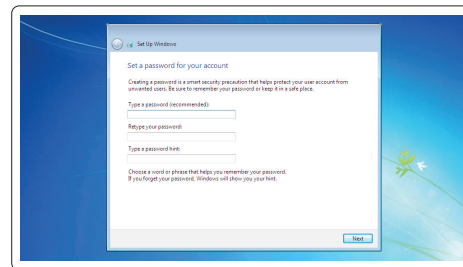 Set Up Windows
Set a password for your account
Creating a password is a smart security precaution that helps protect your user account from
unwanted users. Be sure to remember your password or keep it in a safe place.
Type a password (recommended):
Retype your password:
Type a password hint:
Choose a word or phrase that helps you remember your password.
If you forget your password, Windows will show you your hint.
Next